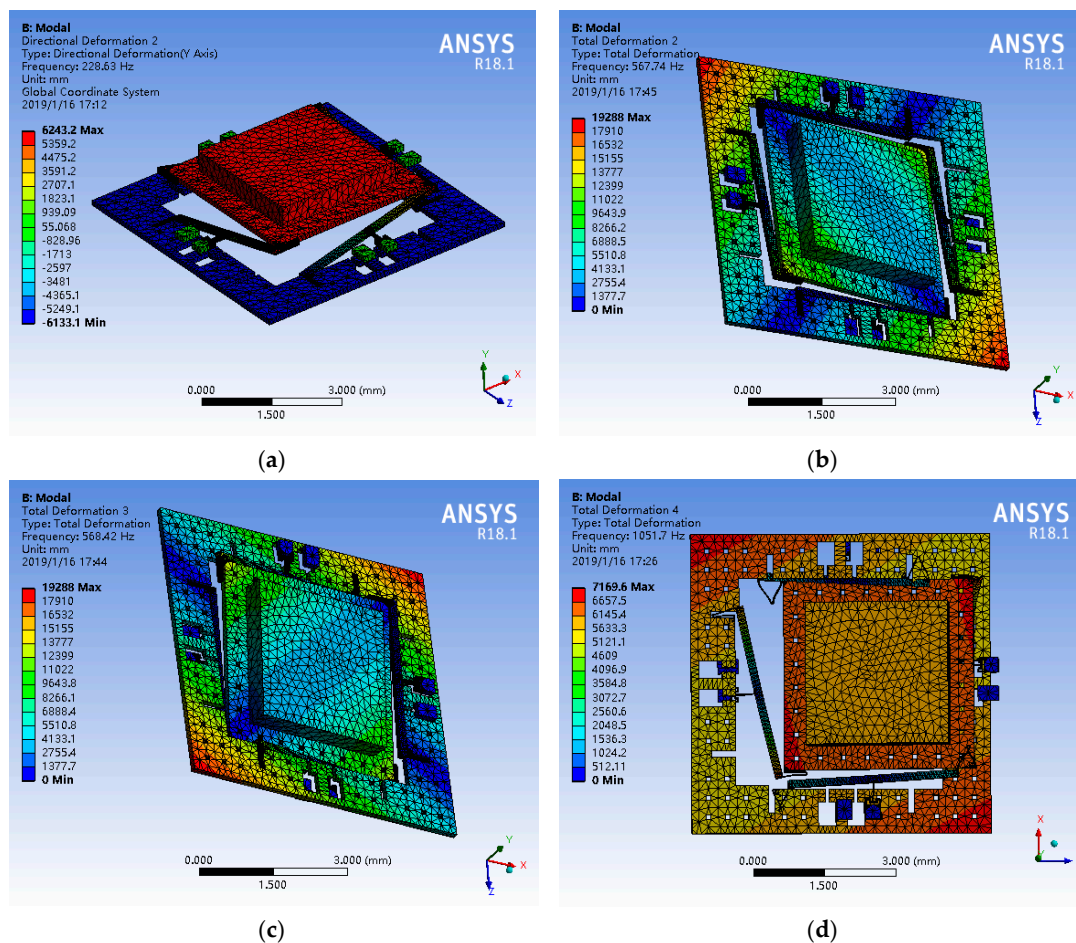 B: Modal
Directional Deformation 2
Type: Directional Deformation(Y Axis)
Frequency: 228.63 Hz
Unit: mm
Global Coordinate System
2019/1/16 17:12
ANSYS
R18.1
6243.2 Max
5359.2
4475.2
3591.2
2707.1
1823.1
939.09
55.068
-828.96
-1713
-2597
-3481
-4365.1
-5249.1
-6133.1 Min
0.000
3.000 (mm)
1.500
Y
X
Z
(a)
B: Modal
Total Deformation 2
Type: Total Deformation
Frequency: 567.74 Hz
Unit: mm
2019/1/16 17:45
ANSYS
R18.1
19288 Max
17910
16532
15155
13777
12399
11022
9643.9
8266.2
6888.5
5510.8
4133.1
2755.4
1377.7
0 Min
0.000
3.000 (mm)
1.500
Y
X
Z
(b)
B: Modal
Total Deformation 3
Type: Total Deformation
Frequency: 568.42 Hz
Unit: mm
2019/1/16 17:44
ANSYS
R18.1
19288 Max
17910
16532
15155
13777
12399
11022
9643.8
8266.1
6888.4
5510.8
4133.1
2755.4
1377.7
0 Min
0.000
3.000 (mm)
1.500
Y
X
Z
(c)
B: Modal
Total Deformation 4
Type: Total Deformation
Frequency: 1051.7 Hz
Unit: mm
2019/1/16 17:26
ANSYS
R18.1
7169.6 Max
6657.5
6145.4
5633.3
5121.1
4609
4096.9
3584.8
3072.7
2560.6
2048.5
1536.3
1024.2
512.11
0 Min
0.000
3.000 (mm)
1.500
X
Y
(d)